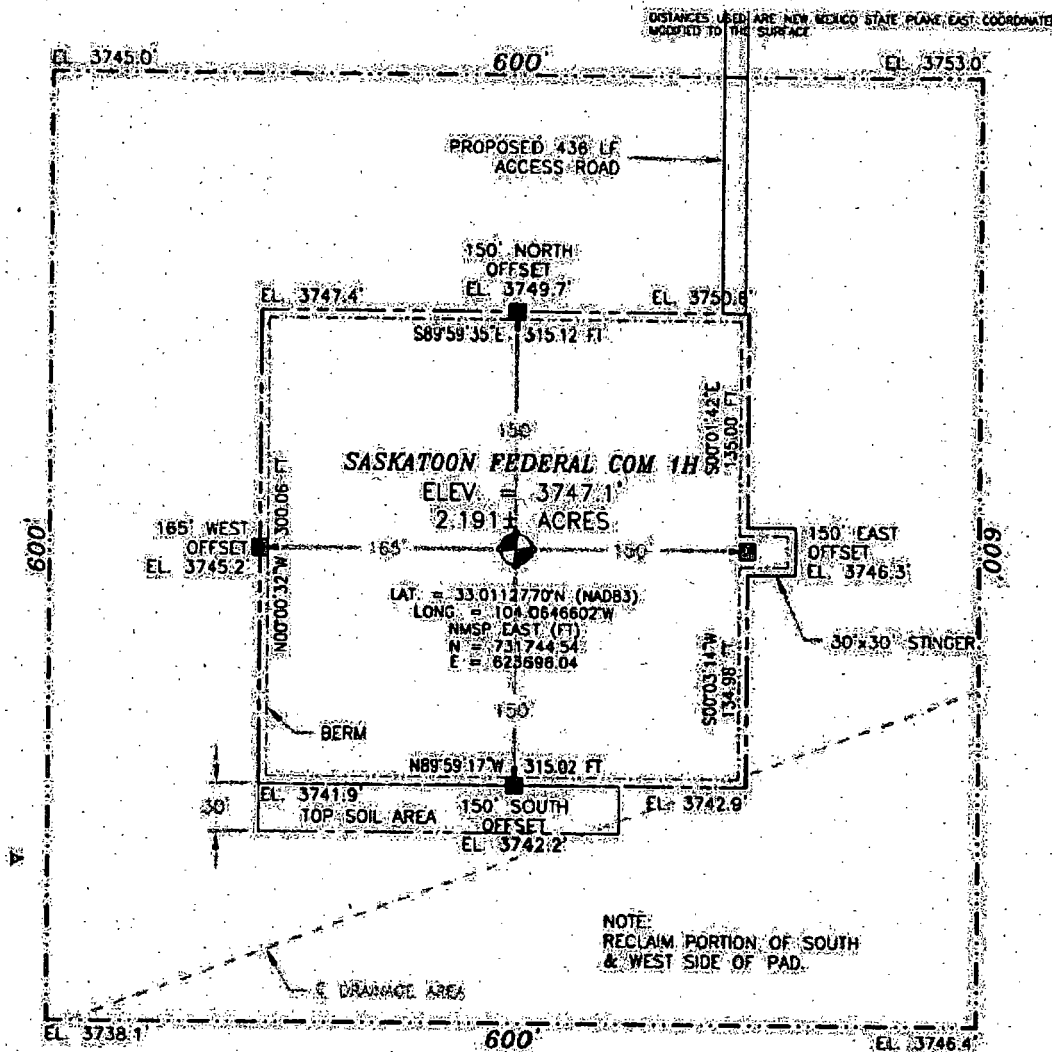 DISTANCES USED ARE NEW MEXICO STATE PLANE EAST COORDINATE
MODIFIED TO THE SURFACE
EL. 3745.0'
600'
EL. 3753.0'
PROPOSED 436 LF
ACCESS ROAD
150' NORTH
OFFSET
EL. 3749.7'
EL. 3747.4'
EL. 3750.6'
S89°59'35"E 315.12 FT
S00°01'42"E
135.00 FT
150'
SASKATOON FEDERAL COM 1H
ELEV. = 3747.1'
2.191± ACRES
N00°00'32"W 300.06 FT
600'
165' WEST
OFFSET
EL. 3745.2'
165'
150'
150' EAST
OFFSET
EL. 3746.3'
600'
LAT. = 33.0112770°N (NAD83)
LONG. = 104.0646602°W
NMSP EAST (FT)
N = 731744.54
E = 623698.04
30'x30' STINGER
S00°03'14"W
134.98 FT
150'
BERM
N89°59'17"W 315.02 FT
30'
EL. 3741.9'
TOP SOIL AREA
150' SOUTH
OFFSET
EL. 3742.2'
EL. 3742.9'
NOTE:
RECLAIM PORTION OF SOUTH
& WEST SIDE OF PAD.
℄ DRAINAGE AREA
EL. 3738.1'
600'
EL. 3746.4'